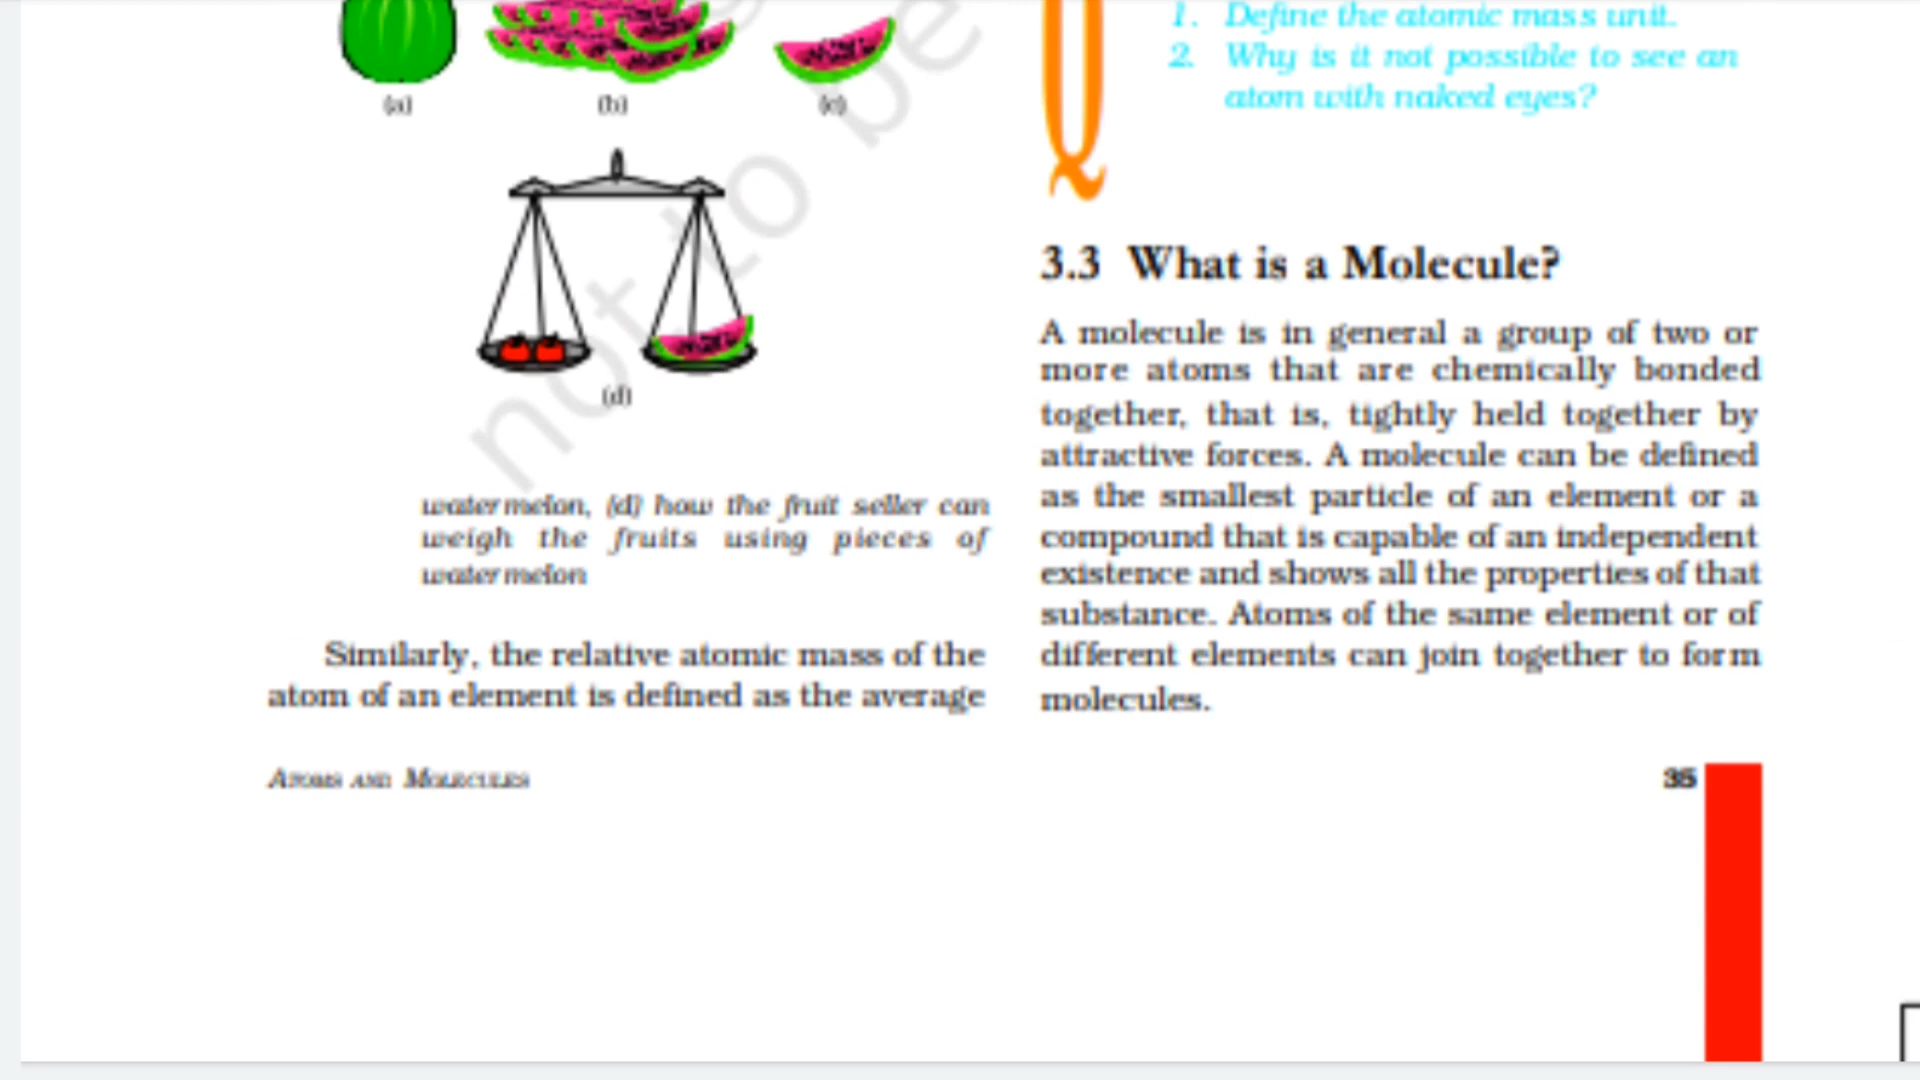 (a)
(b)
(c)
(d)
watermelon, (d) how the fruit seller can
weigh the fruits using pieces of
watermelon
Similarly, the relative atomic mass of the
atom of an element is defined as the average
ATOMS AND MOLECULES
not to be
Q
1. Define the atomic mass unit.
2. Why is it not possible to see an
atom with naked eyes?
3.3 What is a Molecule?
A molecule is in general a group of two or
more atoms that are chemically bonded
together, that is, tightly held together by
attractive forces. A molecule can be defined
as the smallest particle of an element or a
compound that is capable of an independent
existence and shows all the properties of that
substance. Atoms of the same element or of
different elements can join together to form
molecules.
35